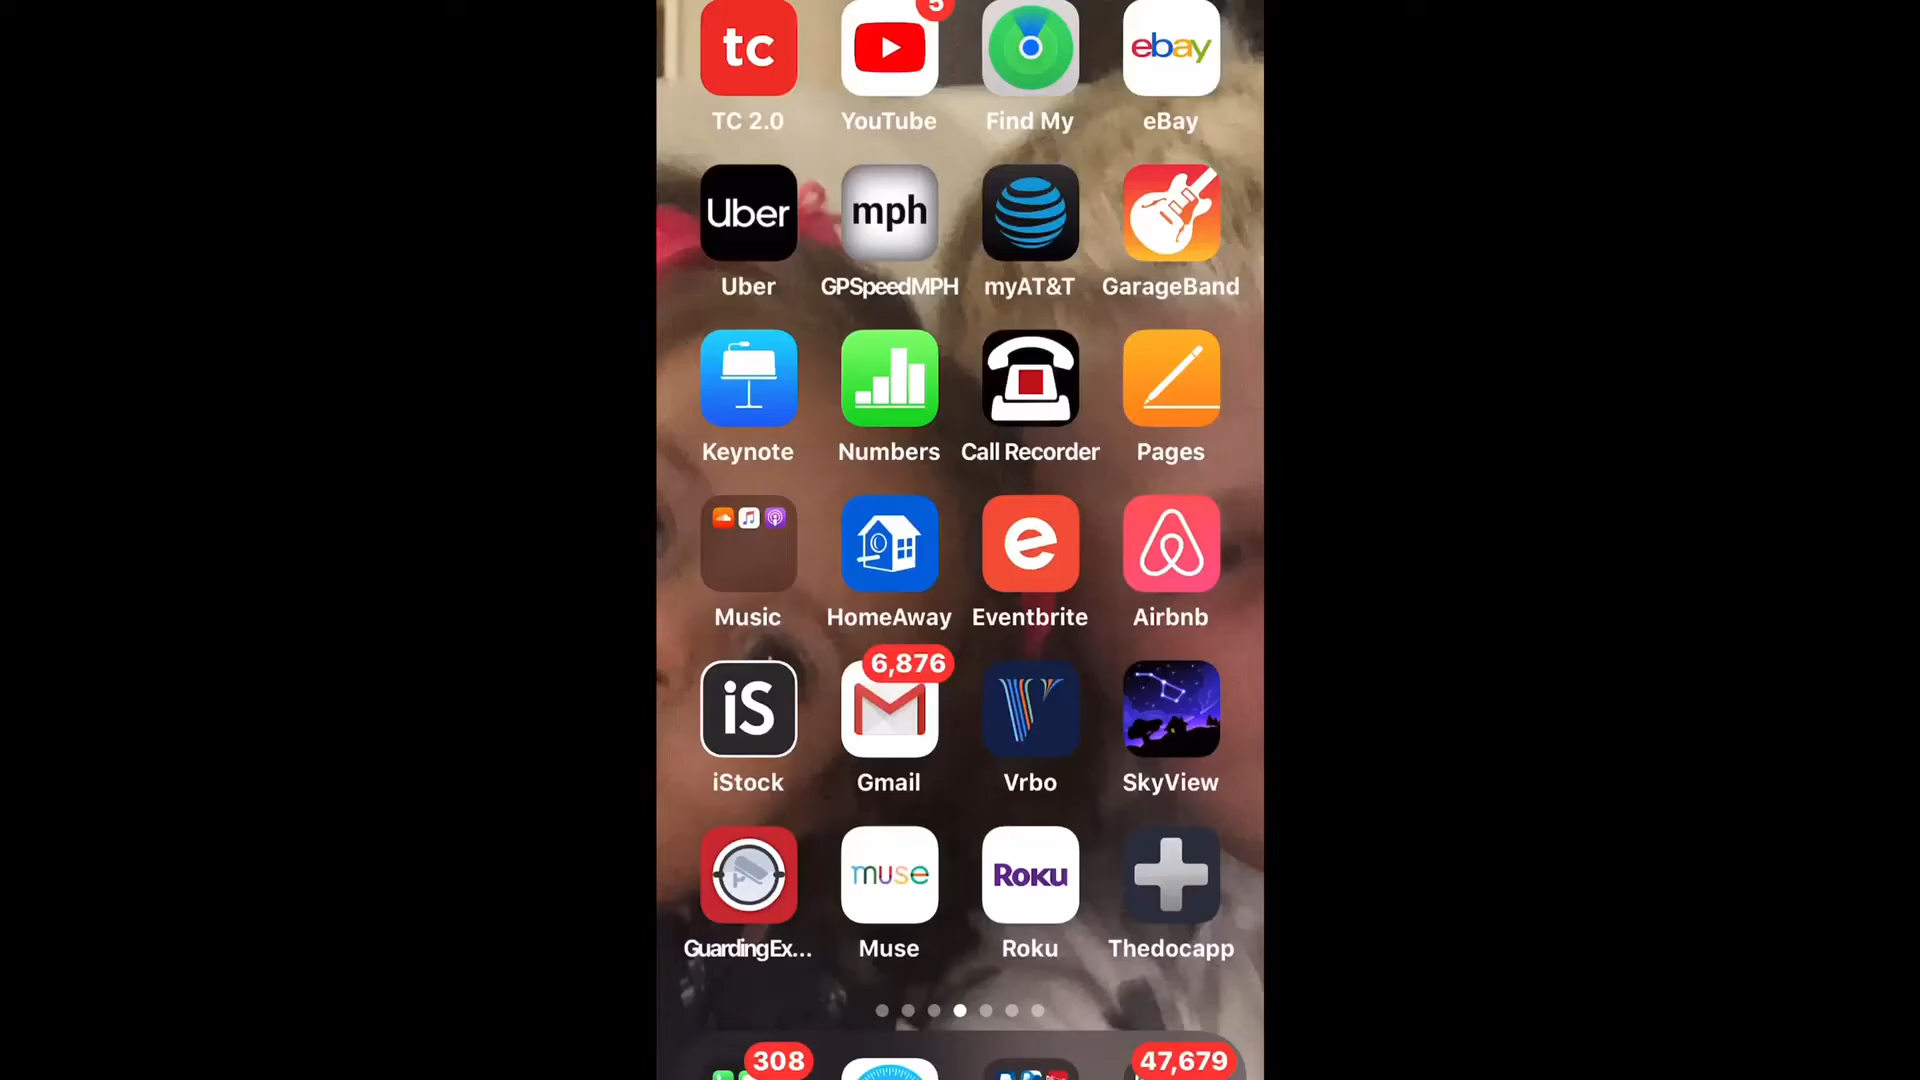 tc
5
ebay
TC 2.0
YouTube
Find My
eBay
Uber
mph
Uber
GPSpeedMPH
myAT&T
GarageBand
Keynote
Numbers
Call Recorder
Pages
e
Music
HomeAway
Eventbrite
Airbnb
iS
6,876
iStock
Gmail
Vrbo
SkyView
muse
Roku
GuardingEx...
Muse
Roku
Thedocapp
308
47,679